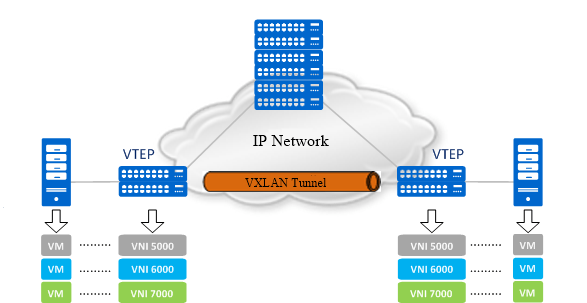 IP Network
VTEP
VTEP
VXLAN Tunnel
VM ......... VNI 5000
VNI 5000 ......... VM
VM ......... VNI 6000
VNI 6000 ......... VM
VM ......... VNI 7000
VNI 7000 ......... VM